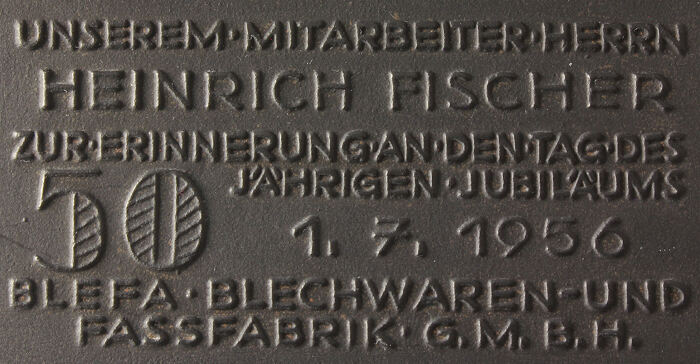 UNSEREM·MITARBEITER·HERRN
HEINRICH FISCHER
ZUR·ERINNERUNG·AN·DEN·TAG·DES
50 JÄHRIGEN·JUBILÄUMS
1. 7. 1956
BLEFA·BLECHWAREN-UND
FASSFABRIK·G.M.B.H.